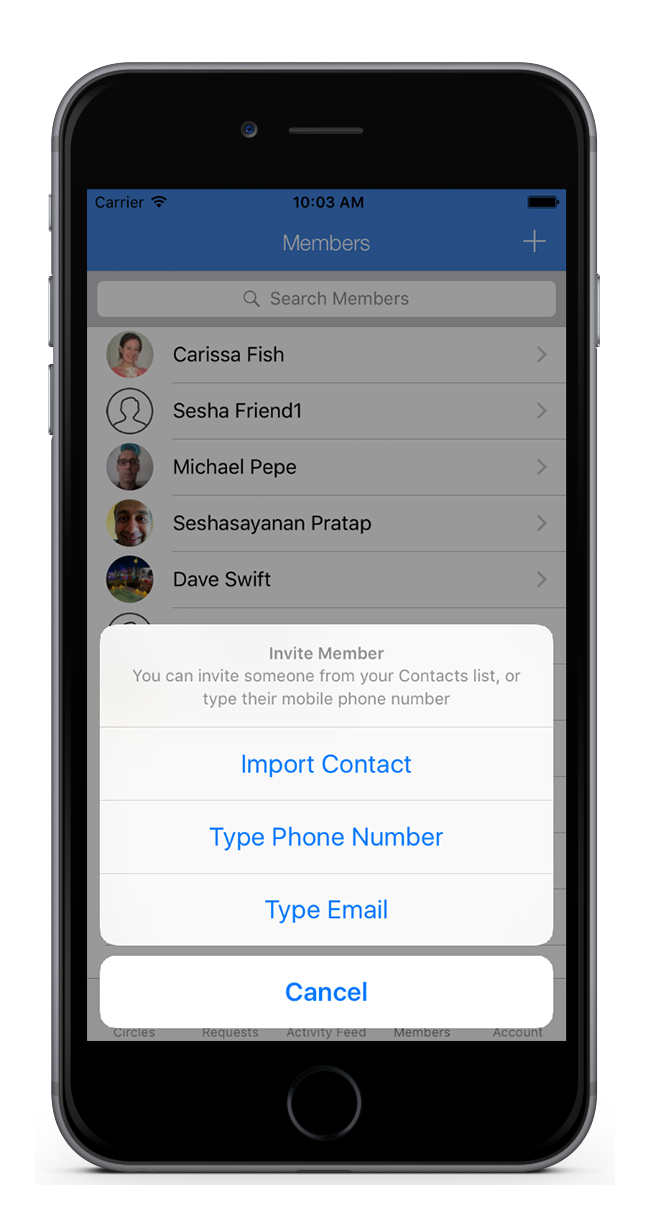 Carrier 10:03 AM
Members
Search Members
Carissa Fish
Sesha Friend1
Michael Pepe
Seshasayanan Pratap
Dave Swift
Invite Member
You can invite someone from your Contacts list, or
type their mobile phone number
Import Contact
Type Phone Number
Type Email
Cancel
Circles Requests Activity Feed Members Account